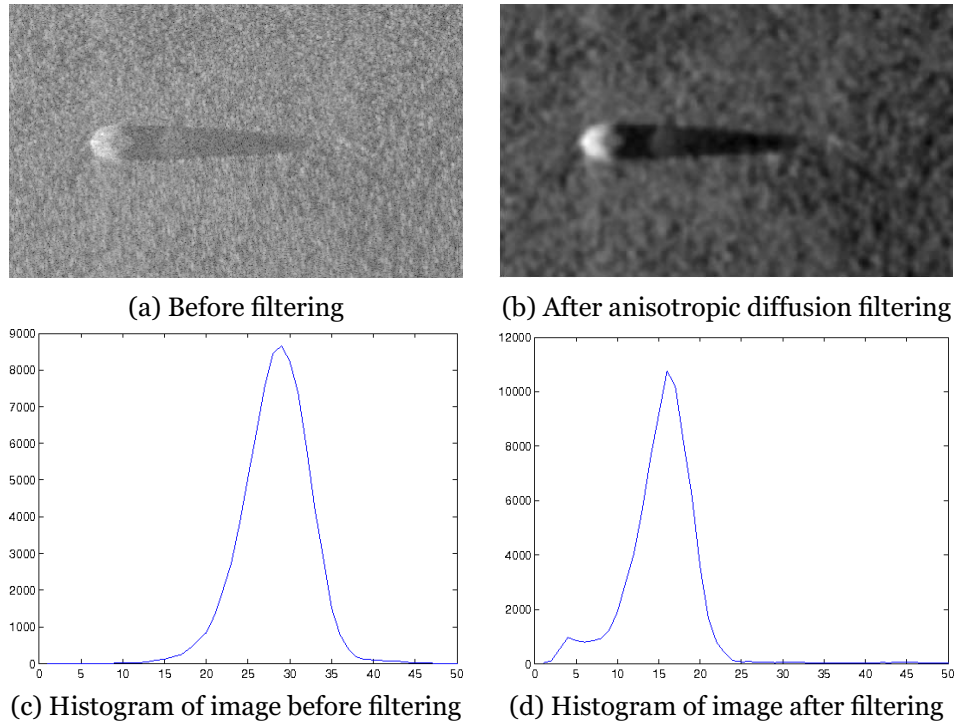 (a) Before filtering
(b) After anisotropic diffusion filtering
9000
8000
7000
6000
5000
4000
3000
2000
1000
0
0 5 10 15 20 25 30 35 40 45 50
12000
10000
8000
6000
4000
2000
0
0 5 10 15 20 25 30 35 40 45 50
(c) Histogram of image before filtering
(d) Histogram of image after filtering